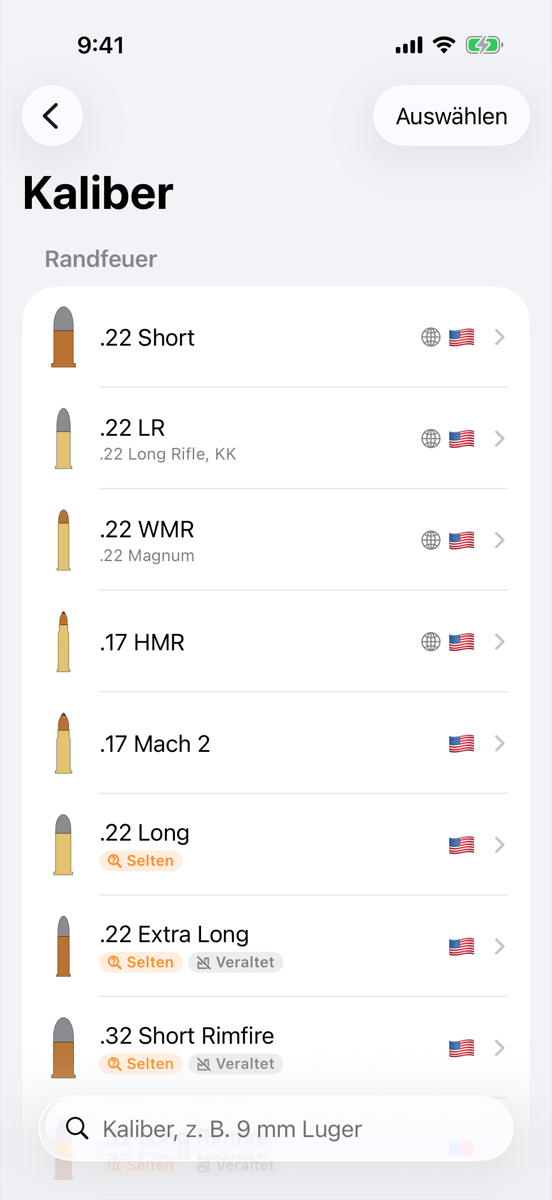 9:41
Auswählen
Kaliber
Randfeuer
.22 Short
.22 LR
.22 Long Rifle, KK
.22 WMR
.22 Magnum
.17 HMR
.17 Mach 2
.22 Long
Selten
.22 Extra Long
Selten Veraltet
.32 Short Rimfire
Selten Veraltet
Kaliber, z. B. 9 mm Luger
Selten Veraltet